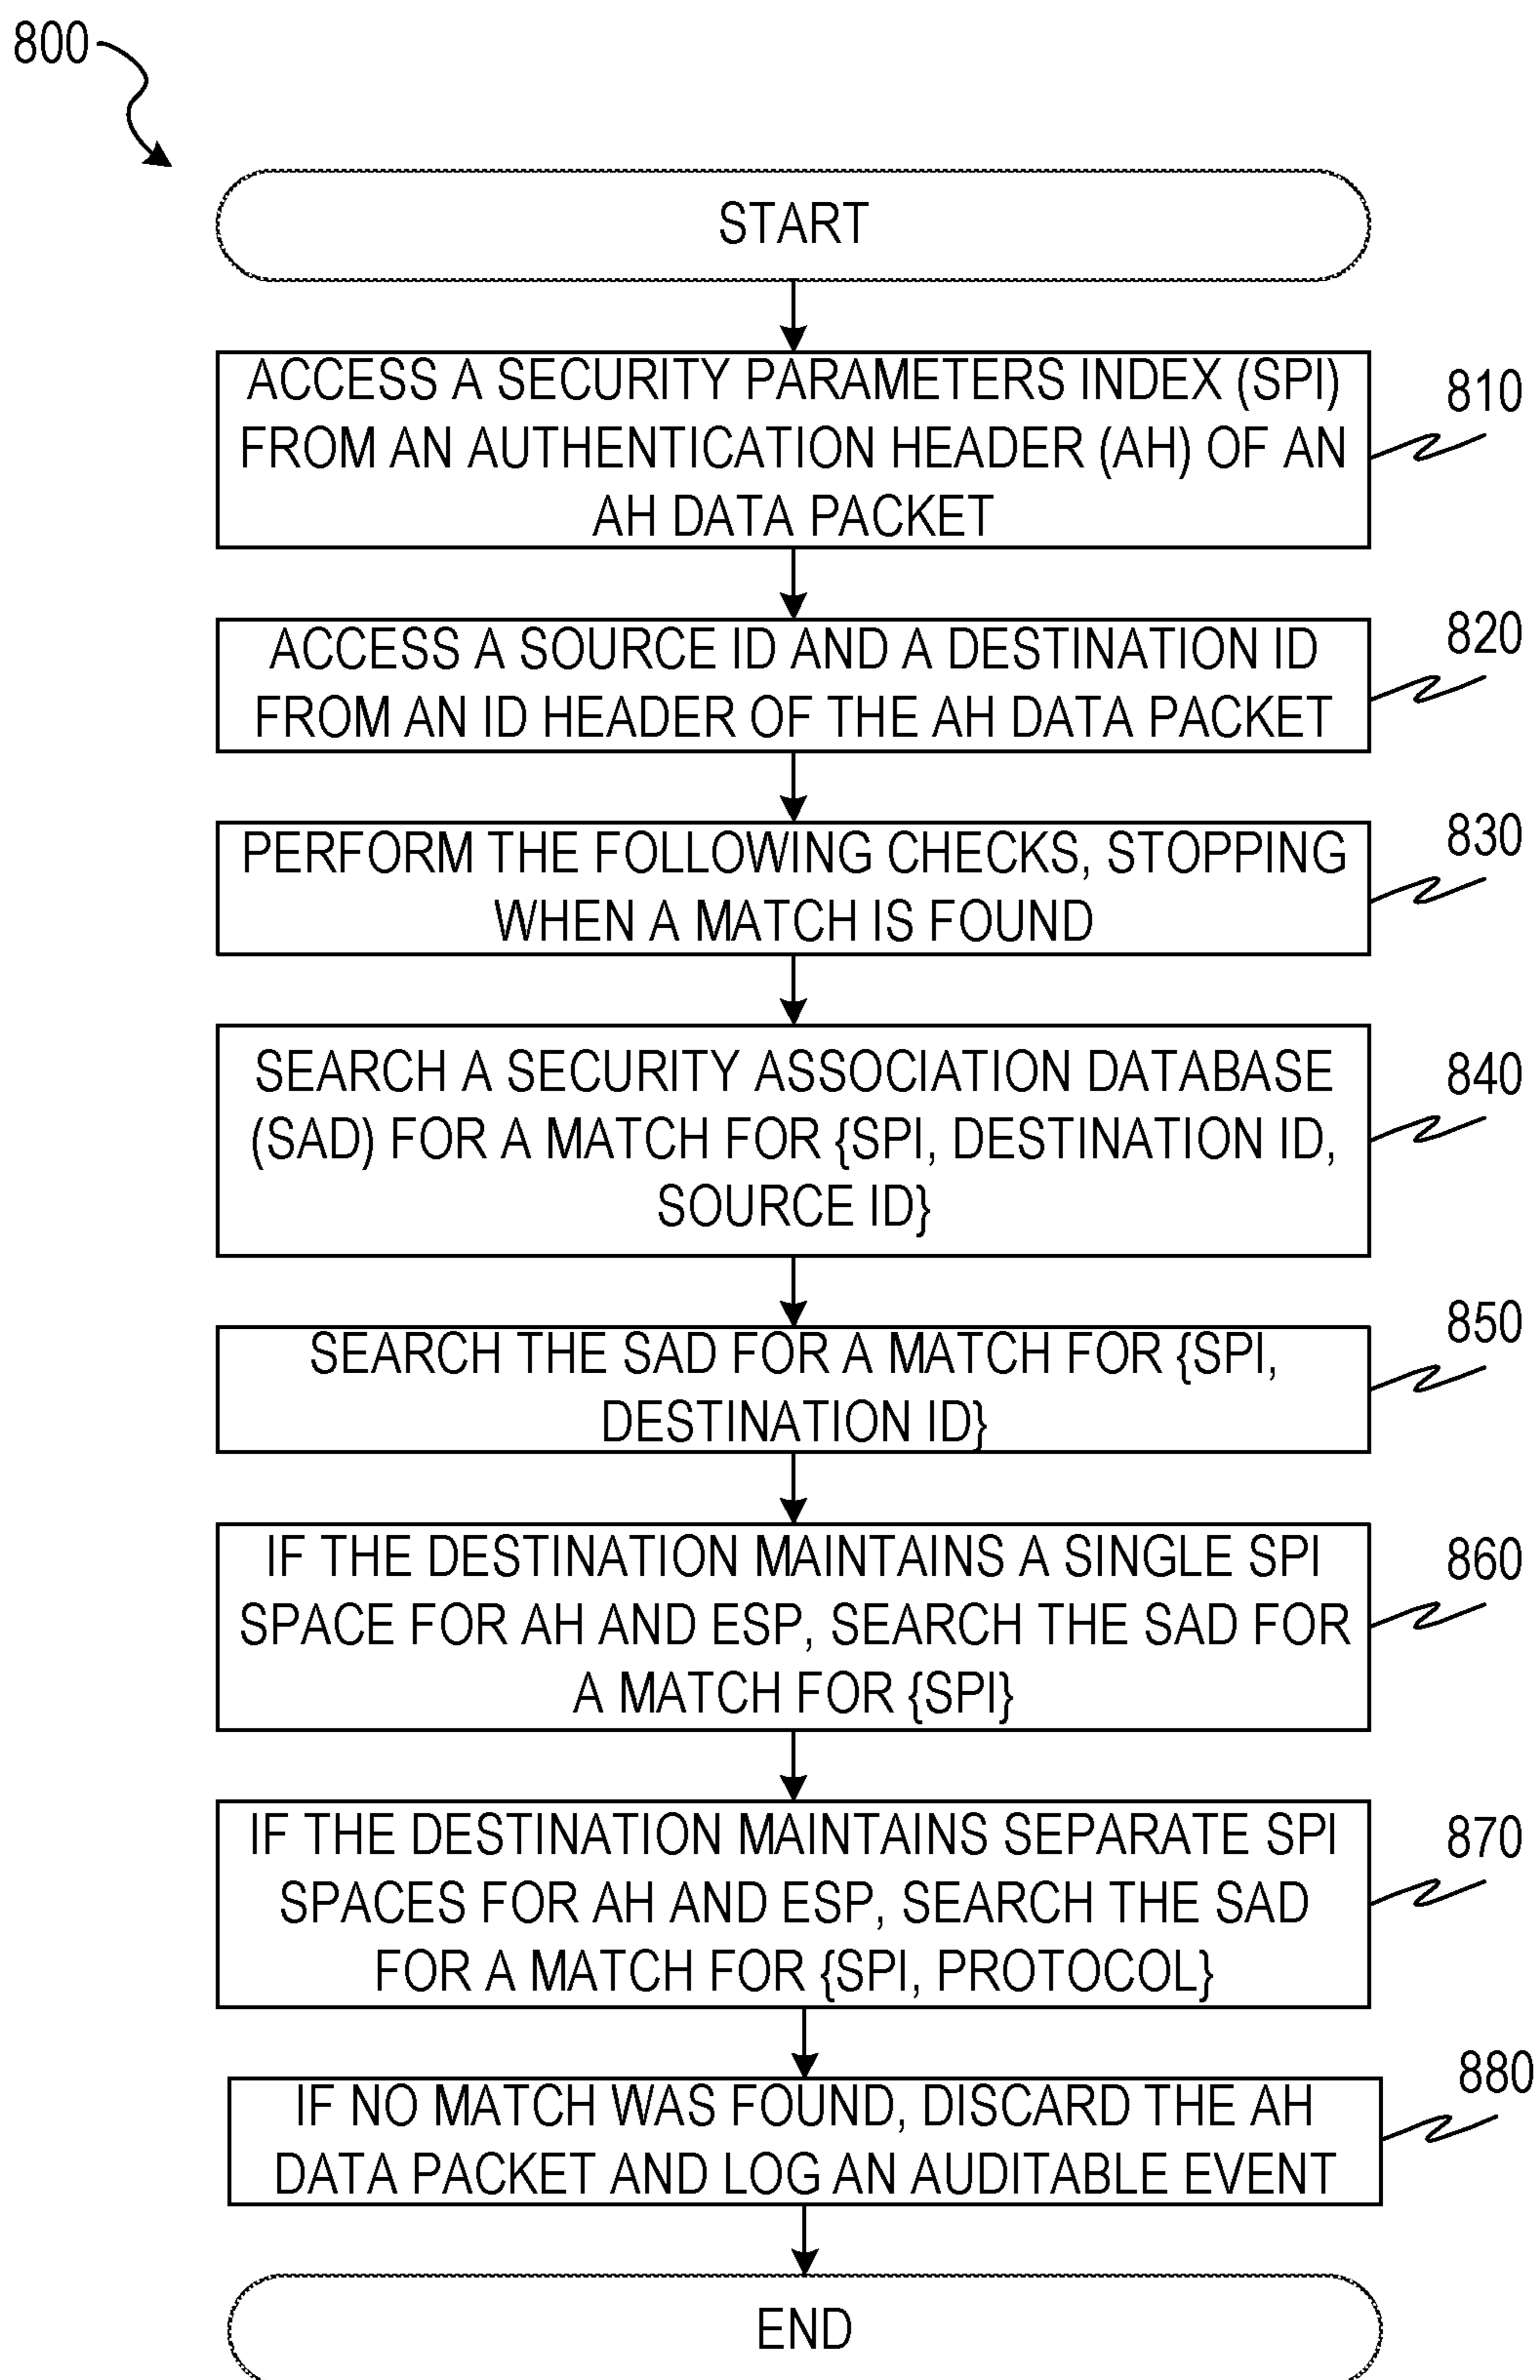 800
START
ACCESS A SECURITY PARAMETERS INDEX (SPI)
FROM AN AUTHENTICATION HEADER (AH) OF AN
AH DATA PACKET
810
ACCESS A SOURCE ID AND A DESTINATION ID
FROM AN ID HEADER OF THE AH DATA PACKET
820
PERFORM THE FOLLOWING CHECKS, STOPPING
WHEN A MATCH IS FOUND
830
SEARCH A SECURITY ASSOCIATION DATABASE
(SAD) FOR A MATCH FOR {SPI, DESTINATION ID,
SOURCE ID}
840
SEARCH THE SAD FOR A MATCH FOR {SPI,
DESTINATION ID}
850
IF THE DESTINATION MAINTAINS A SINGLE SPI
SPACE FOR AH AND ESP, SEARCH THE SAD FOR
A MATCH FOR {SPI}
860
IF THE DESTINATION MAINTAINS SEPARATE SPI
SPACES FOR AH AND ESP, SEARCH THE SAD
FOR A MATCH FOR {SPI, PROTOCOL}
870
IF NO MATCH WAS FOUND, DISCARD THE AH
DATA PACKET AND LOG AN AUDITABLE EVENT
880
END